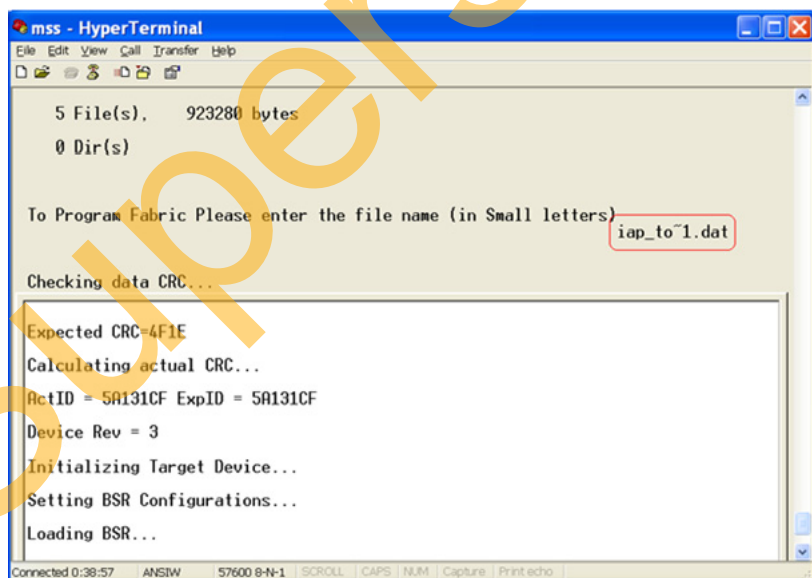 mss - HyperTerminal
File Edit View Call Transfer Help
5 File(s), 923280 bytes
0 Dir(s)
To Program Fabric Please enter the file name (in Small letters)
iap_to~1.dat
Checking data CRC...
Expected CRC=4F1E
Calculating actual CRC...
ActID = 5A131CF ExpID = 5A131CF
Device Rev = 3
Initializing Target Device...
Setting BSR Configurations...
Loading BSR...
Connected 0:38:57 ANSIW 57600 8-N-1 SCROLL CAPS NUM Capture Print echo